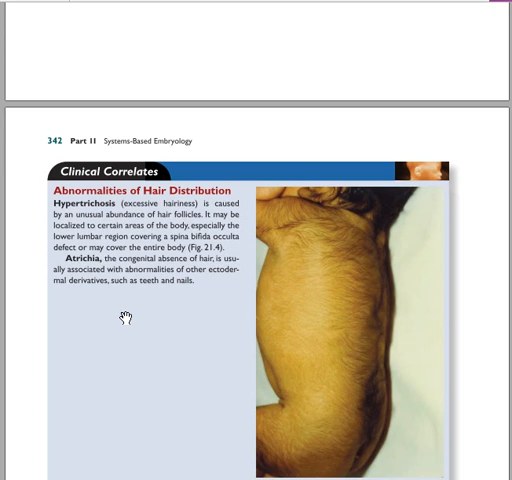 342 Part II Systems-Based Embryology
Clinical Correlates
Abnormalities of Hair Distribution
Hypertrichosis (excessive hairiness) is caused
by an unusual abundance of hair follicles. It may be
localized to certain areas of the body, especially the
lower lumbar region covering a spina bifida occulta
defect or may cover the entire body (Fig. 21.4).
Atrichia, the congenital absence of hair, is usu-
ally associated with abnormalities of other ectoder-
mal derivatives, such as teeth and nails.